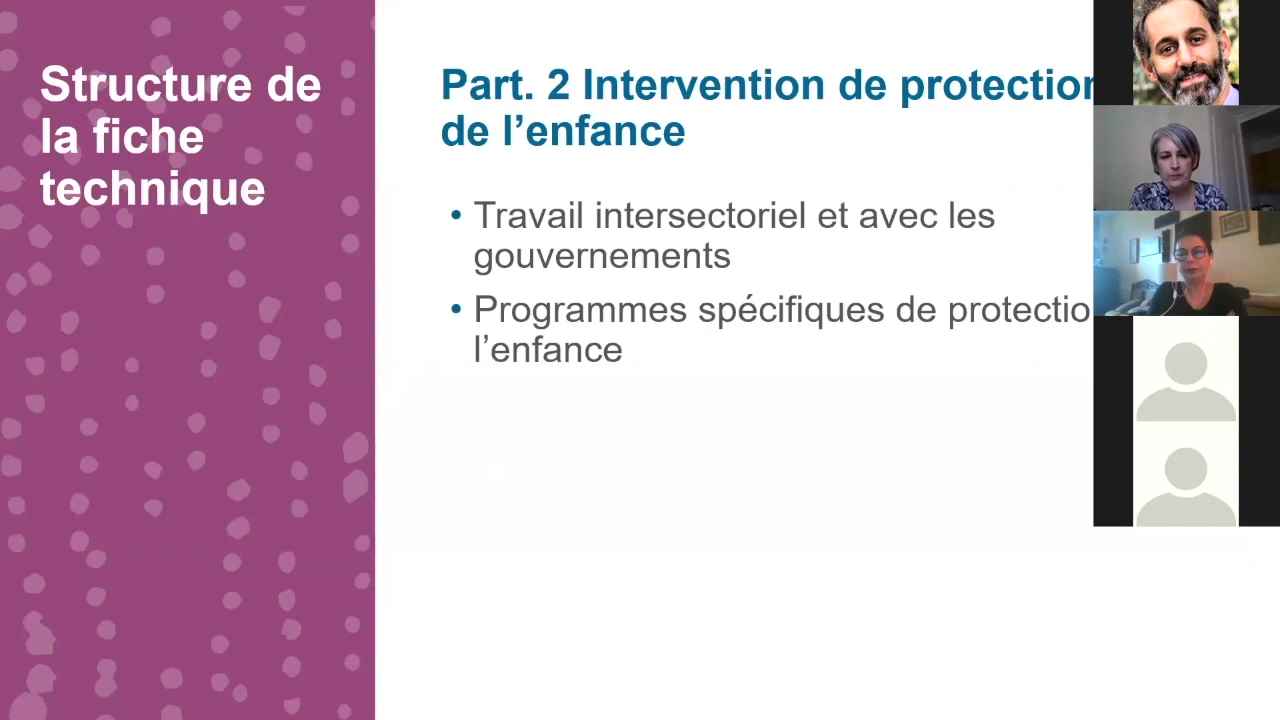 Structure de
la fiche
technique
Part. 2 Intervention de protection
de l’enfance
• Travail intersectoriel et avec les
gouvernements
• Programmes spécifiques de protectio
l’enfance